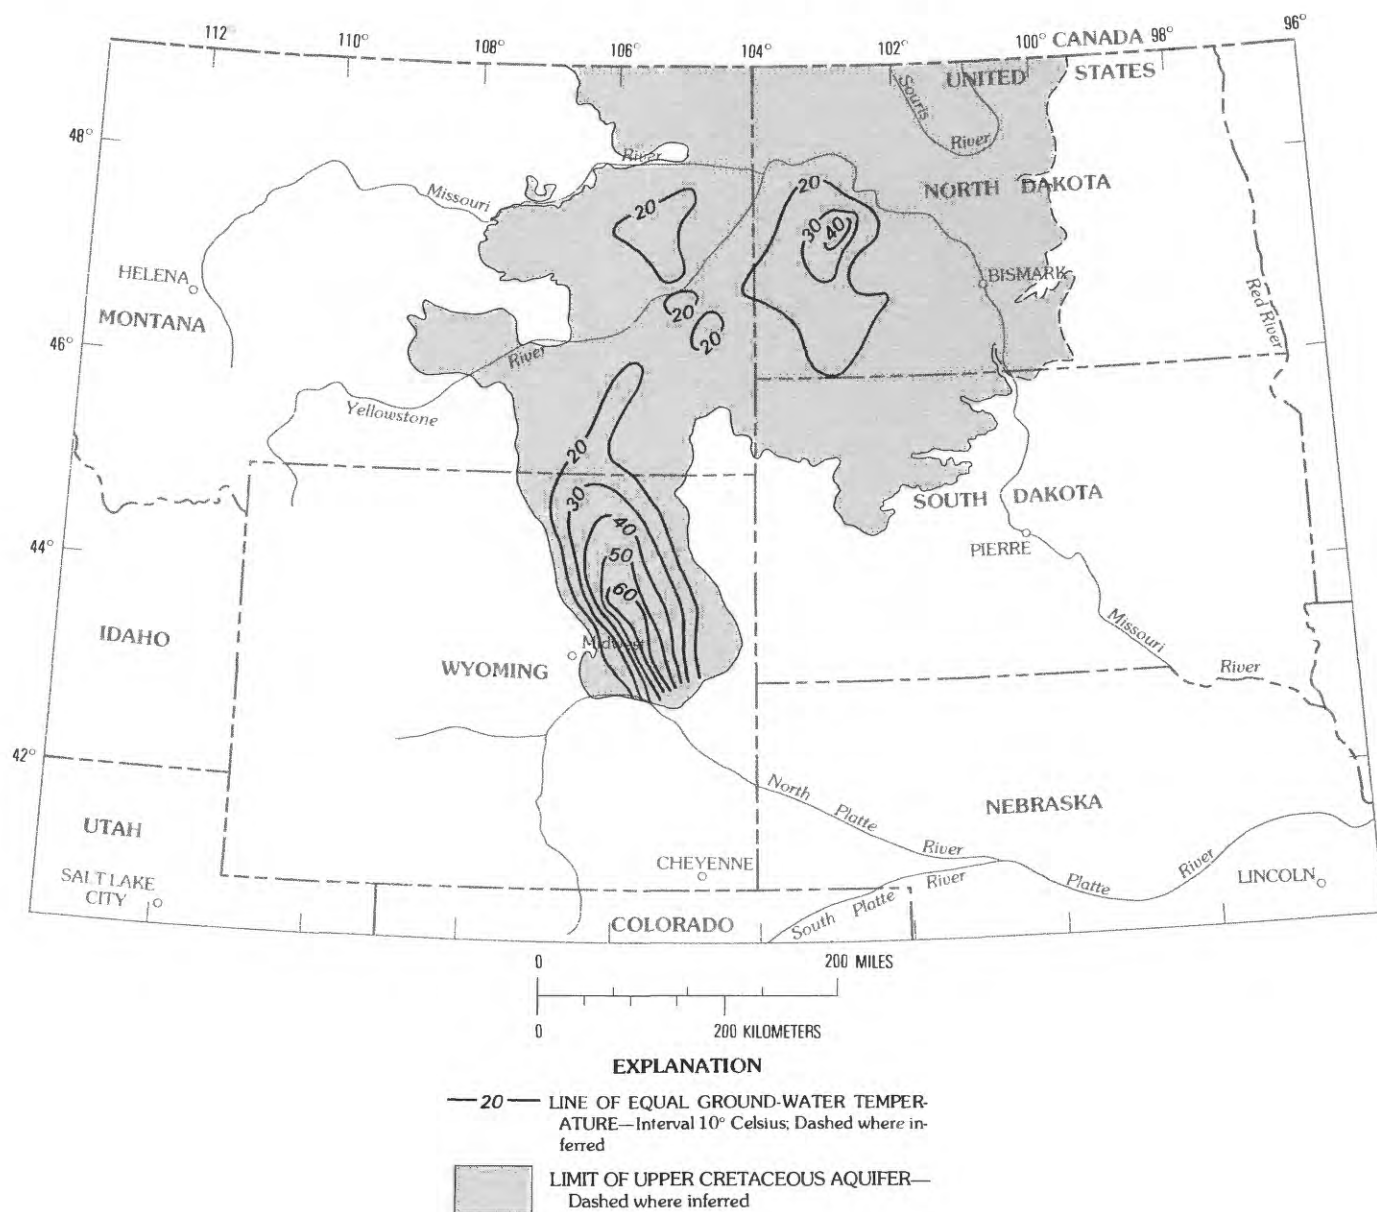 112°
110°
108°
106°
104°
102°
100°
98°
96°
CANADA
UNITED STATES
48°
46°
44°
42°
Souris
River
River
Missouri
NORTH DAKOTA
20
20
30
40
HELENA
BISMARK
MONTANA
Red River
20
20
River
Yellowstone
20
30
40
50
60
SOUTH DAKOTA
PIERRE
IDAHO
Midwest
WYOMING
Missouri
River
North
Platte
River
NEBRASKA
UTAH
SALT LAKE
CITY
CHEYENNE
River
Platte
South
Platte
River
LINCOLN
COLORADO
0 200 MILES
0 200 KILOMETERS
EXPLANATION
—20— LINE OF EQUAL GROUND-WATER TEMPER-
ATURE—Interval 10° Celsius; Dashed where in-
ferred
LIMIT OF UPPER CRETACEOUS AQUIFER—
Dashed where inferred